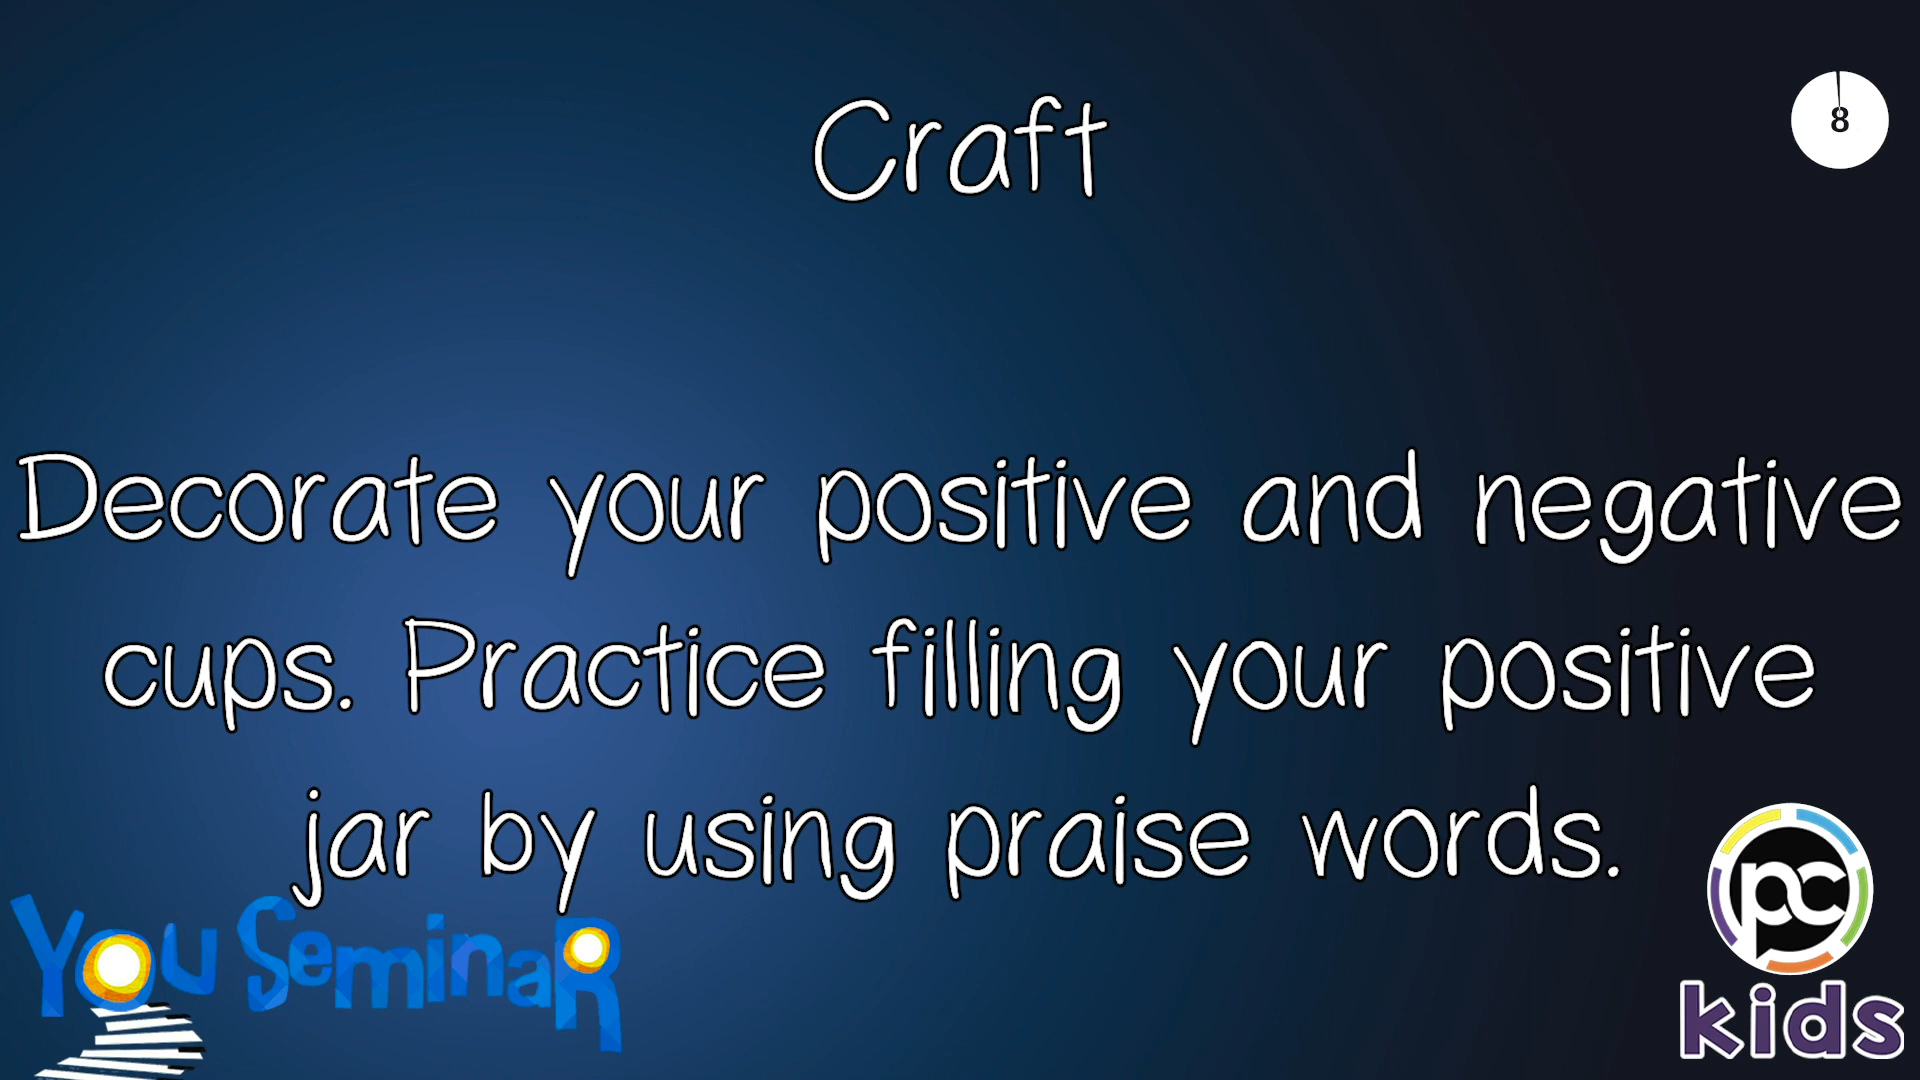 Craft
8
Decorate your positive and negative
cups. Practice filling your positive
jar by using praise words.
You Seminar
pc
kids